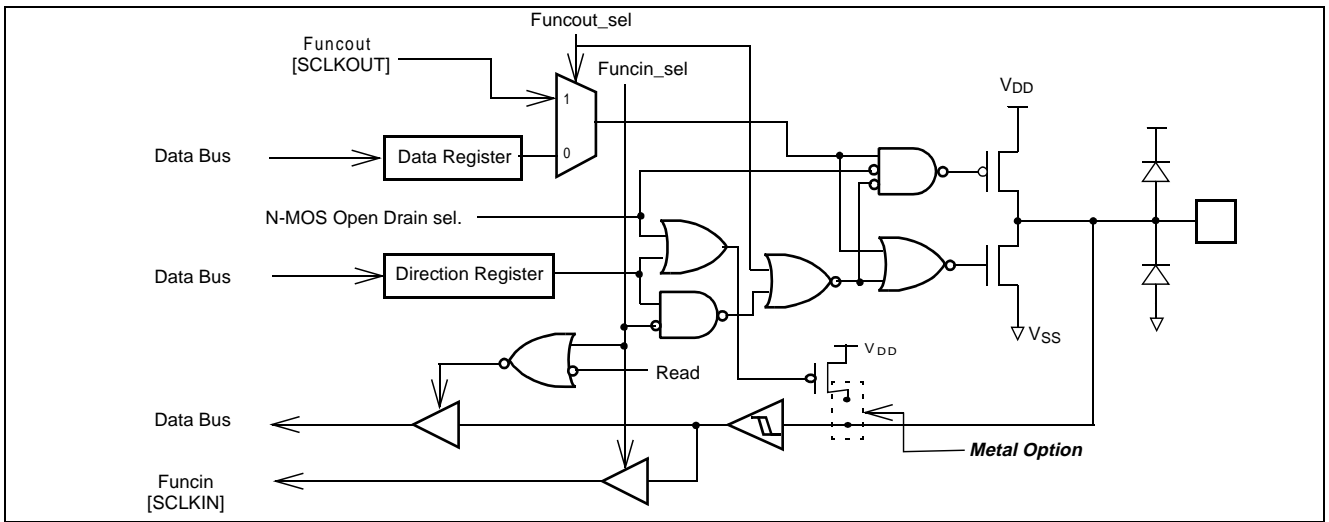 Funcout_sel
Funcout
[SCLKOUT]
Funcin_sel
1
0
VDD
Data Bus
Data Register
N-MOS Open Drain sel.
Data Bus
Direction Register
VSS
VDD
Read
Data Bus
Metal Option
Funcin
[SCLKIN]